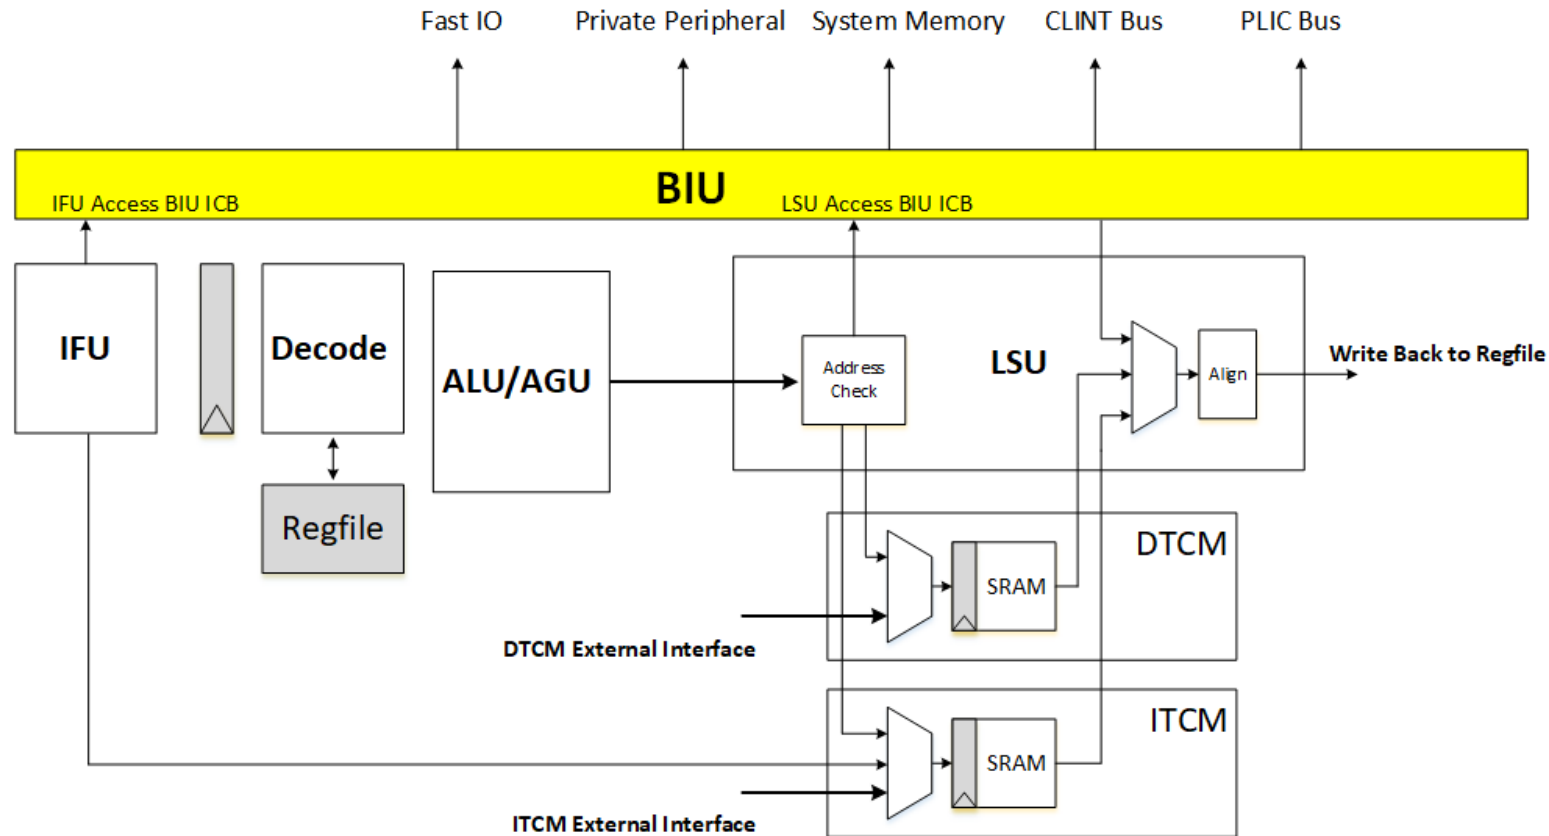 Fast IO
Private Peripheral
System Memory
CLINT Bus
PLIC Bus
BIU
IFU Access BIU ICB
LSU Access BIU ICB
IFU
Decode
ALU/AGU
Address
Check
LSU
Align
Write Back to Regfile
Regfile
DTCM
SRAM
DTCM External Interface
ITCM
SRAM
ITCM External Interface